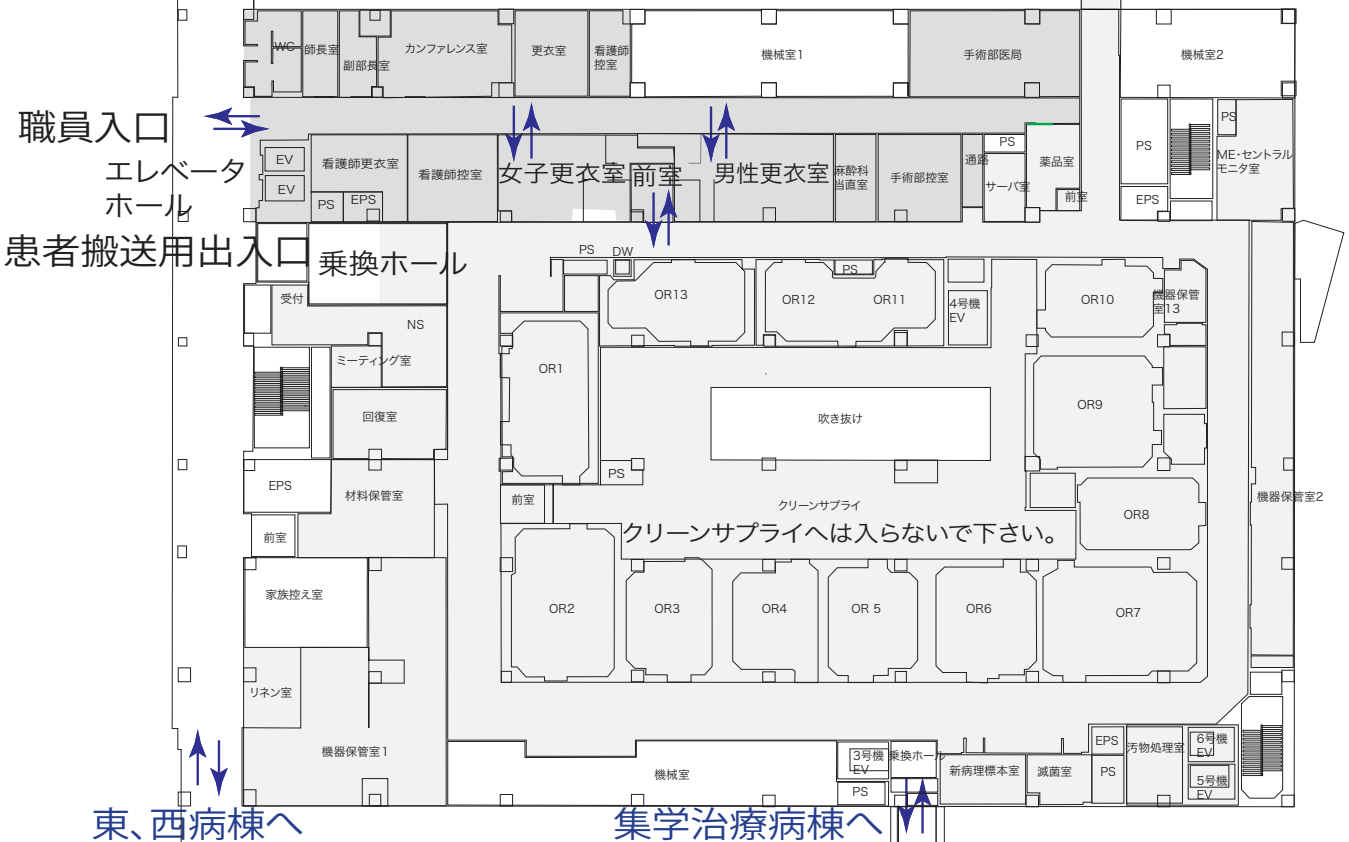 WC
師長室
副部長室
カンファレンス室
更衣室
看護師
控室
機械室1
手術部医局
機械室2
職員入口
エレベータ
ホール
EV
EV
看護師更衣室
PS
EPS
看護師控室
女子更衣室
前室
男性更衣室
麻酔科
当直室
手術部控室
通路
PS
サーバ室
薬品室
前室
PS
EPS
PS
ME・セントラル
モニタ室
患者搬送用出入口
乗換ホール
PS
DW
OR13
OR12
PS
OR11
4号機
EV
OR10
機器保管
室13
受付
NS
ミーティング室
OR1
回復室
吹き抜け
OR9
EPS
材料保管室
PS
前室
クリーンサプライ
クリーンサプライへは入らないで下さい。
OR8
機器保管室2
前室
家族控え室
OR2
OR3
OR4
OR 5
OR6
OR7
リネン室
機器保管室1
機械室
3号機
EV
PS
乗換ホール
新病理標本室
滅菌室
EPS
PS
汚物処理室
6号機
EV
5号機
EV
東、西病棟へ
集学治療病棟へ